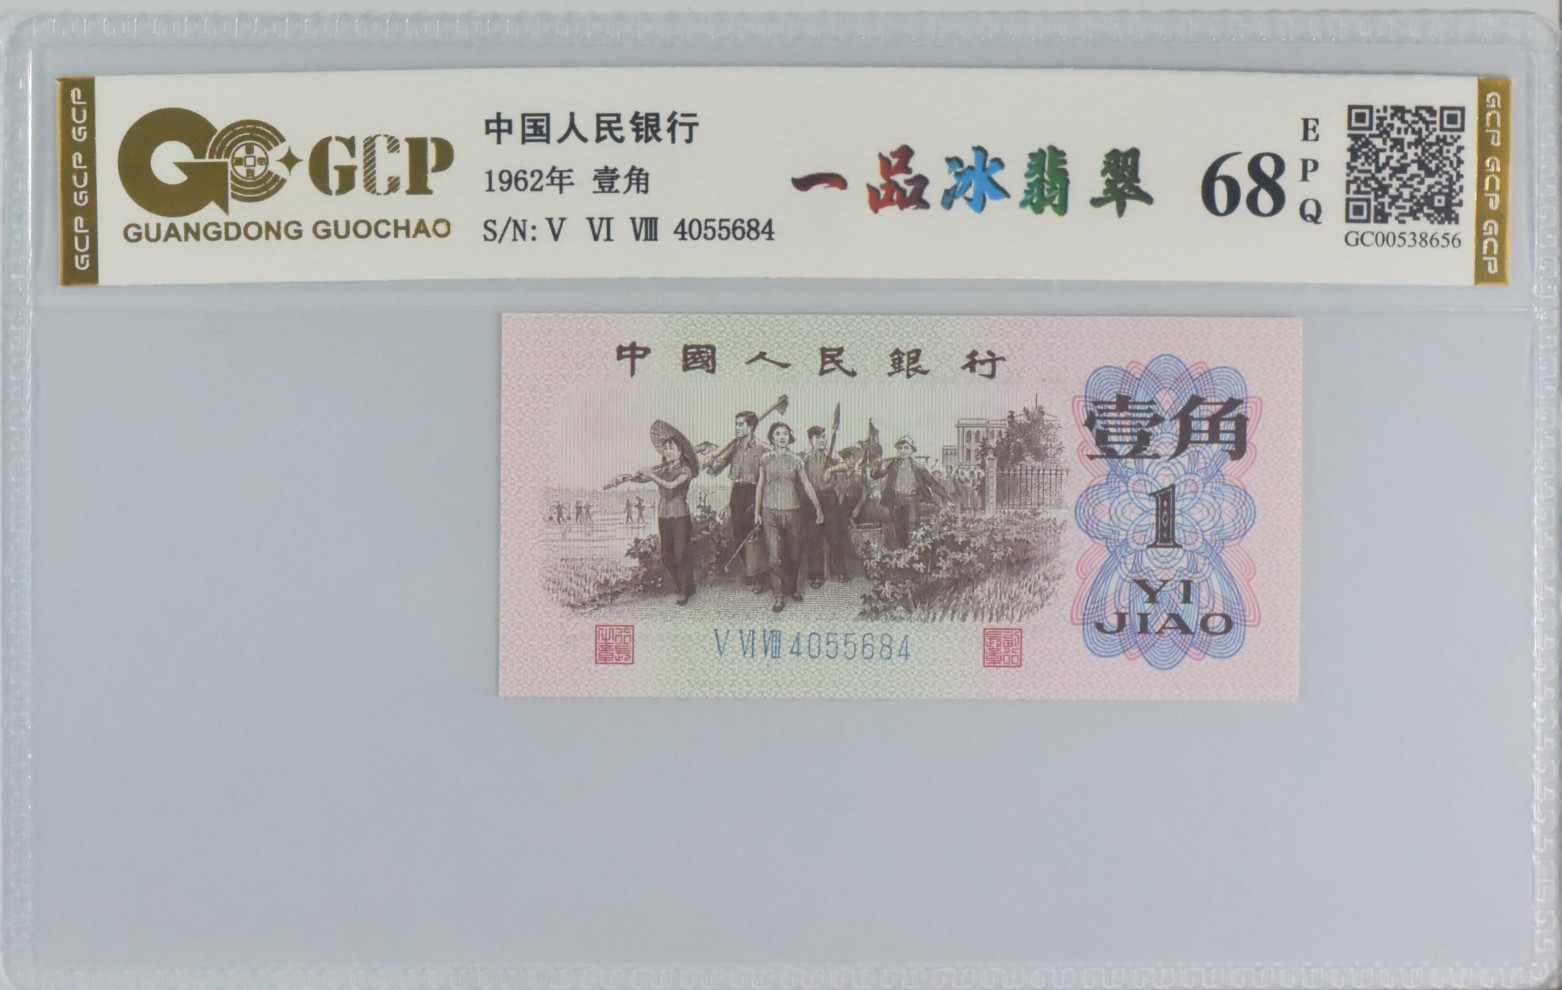 GCP GCP GCP
GCP
GUANGDONG GUOCHAO
中国人民银行
1962年 壹角
S/N: Ⅴ Ⅵ Ⅷ 4055684
一品冰翡翠
68
E
P
Q
GC00538656
GCP GCP GCP
中國人民銀行
壹角
1
YI
JIAO
ⅤⅥⅧ 4055684